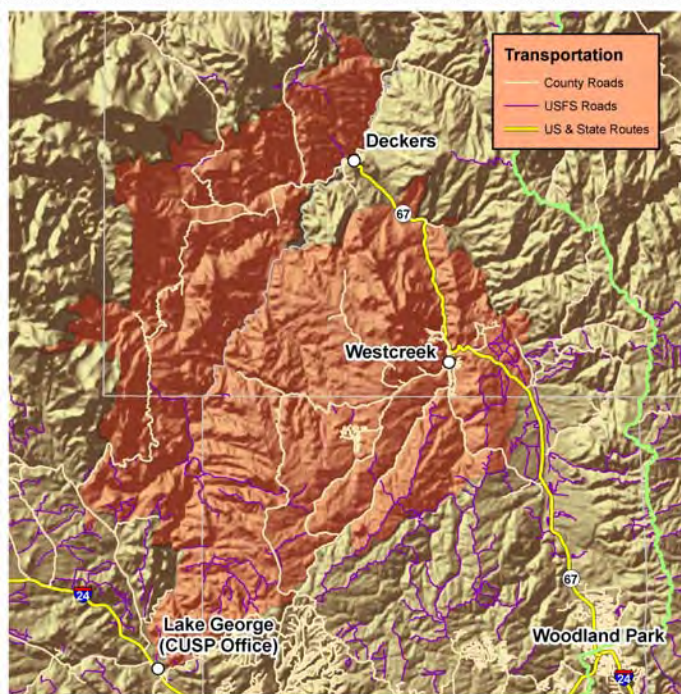 Transportation
County Roads
USFS Roads
US & State Routes
Deckers
67
Westcreek
67
24
Lake George
(CUSP Office)
Woodland Park
24